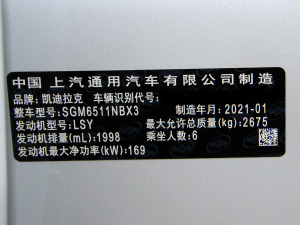 中国 上汽通用汽车有限公司制造
品牌:凯迪拉克 车辆识别代号:
整车型号:SGM6511NBX3 制造年月:2021-01
发动机型号:LSY 最大允许总质量(kg):2675
发动机排量(mL):1998 乘坐人数:6
发动机最大净功率(kW):169